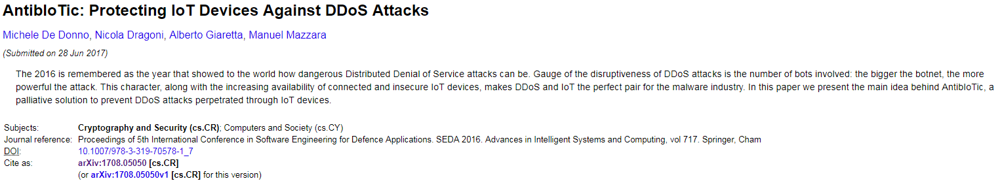 AntibIoTic: Protecting IoT Devices Against DDoS Attacks
Michele De Donno, Nicola Dragoni, Alberto Giaretta, Manuel Mazzara
(Submitted on 28 Jun 2017)
The 2016 is remembered as the year that showed to the world how dangerous Distributed Denial of Service attacks can be. Gauge of the disruptiveness of DDoS attacks is the number of bots involved: the bigger the botnet, the more
powerful the attack. This character, along with the increasing availability of connected and insecure IoT devices, makes DDoS and IoT the perfect pair for the malware industry. In this paper we present the main idea behind AntibIoTic, a
palliative solution to prevent DDoS attacks perpetrated through IoT devices.
Subjects: Cryptography and Security (cs.CR); Computers and Society (cs.CY)
Journal reference: Proceedings of 5th International Conference in Software Engineering for Defence Applications. SEDA 2016. Advances in Intelligent Systems and Computing, vol 717. Springer, Cham
DOI: 10.1007/978-3-319-70578-1_7
Cite as: arXiv:1708.05050 [cs.CR]
(or arXiv:1708.05050v1 [cs.CR] for this version)